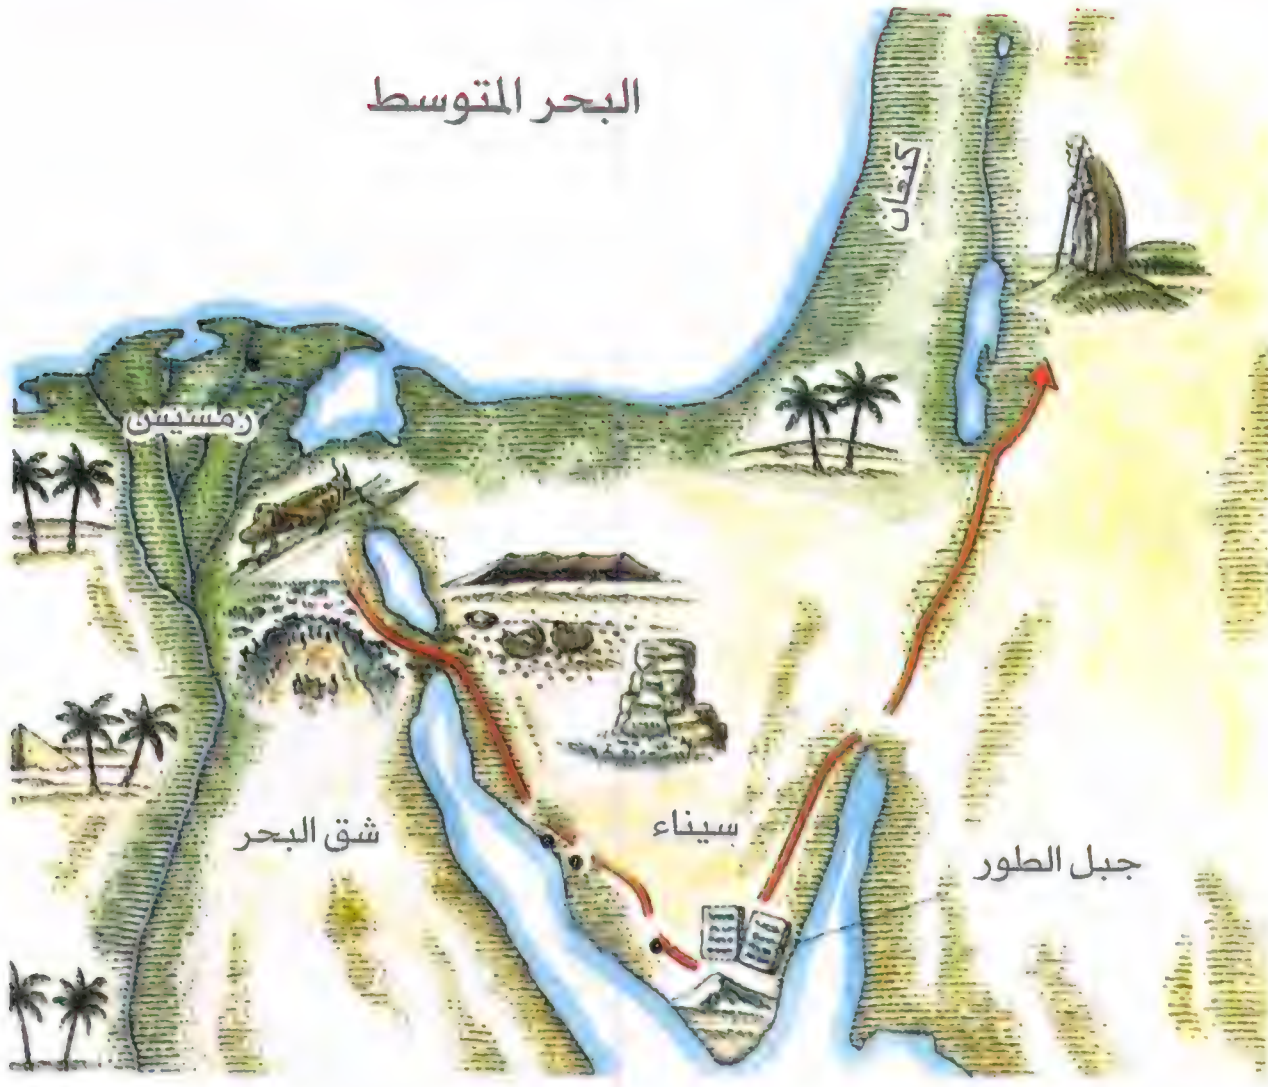 البحر المتوسط
كنعان
رمسيس
سيناء
شق البحر
جبل الطور